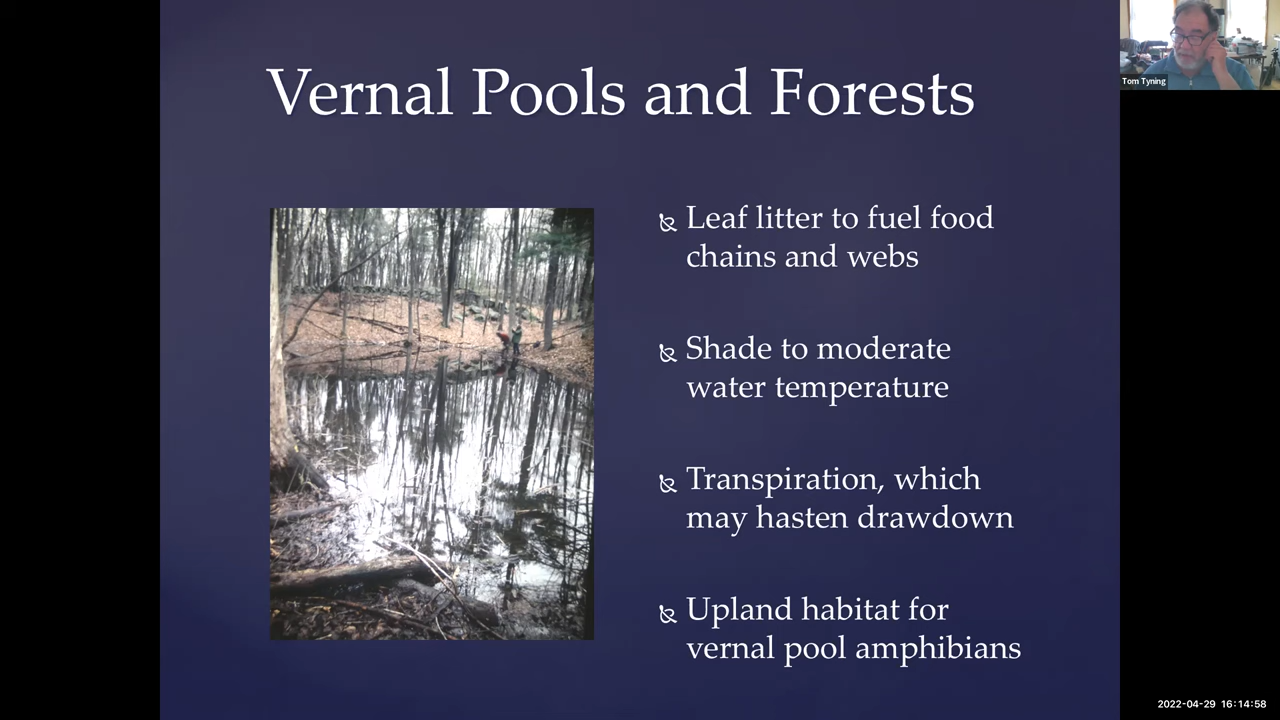 Vernal Pools and Forests
Leaf litter to fuel food
chains and webs
Shade to moderate
water temperature
Transpiration, which
may hasten drawdown
Upland habitat for
vernal pool amphibians
Tom Tyning
2022-04-29 16:14:58